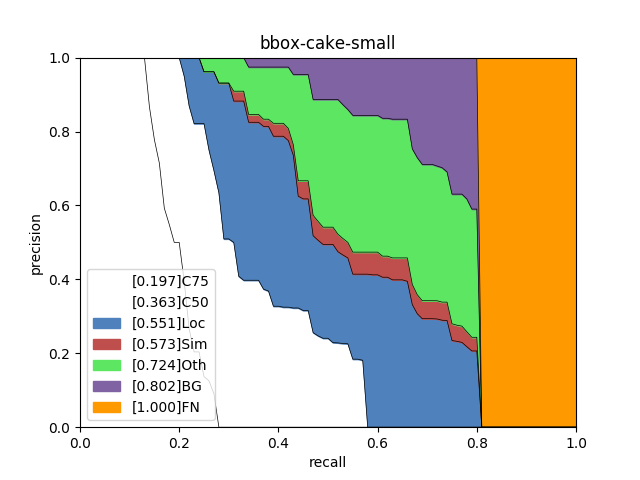 bbox-cake-small
1.0
0.8
0.6
0.4
0.2
0.0
precision
[0.197]C75
[0.363]C50
[0.551]Loc
[0.573]Sim
[0.724]Oth
[0.802]BG
[1.000]FN
0.0 0.2 0.4 0.6 0.8 1.0
recall